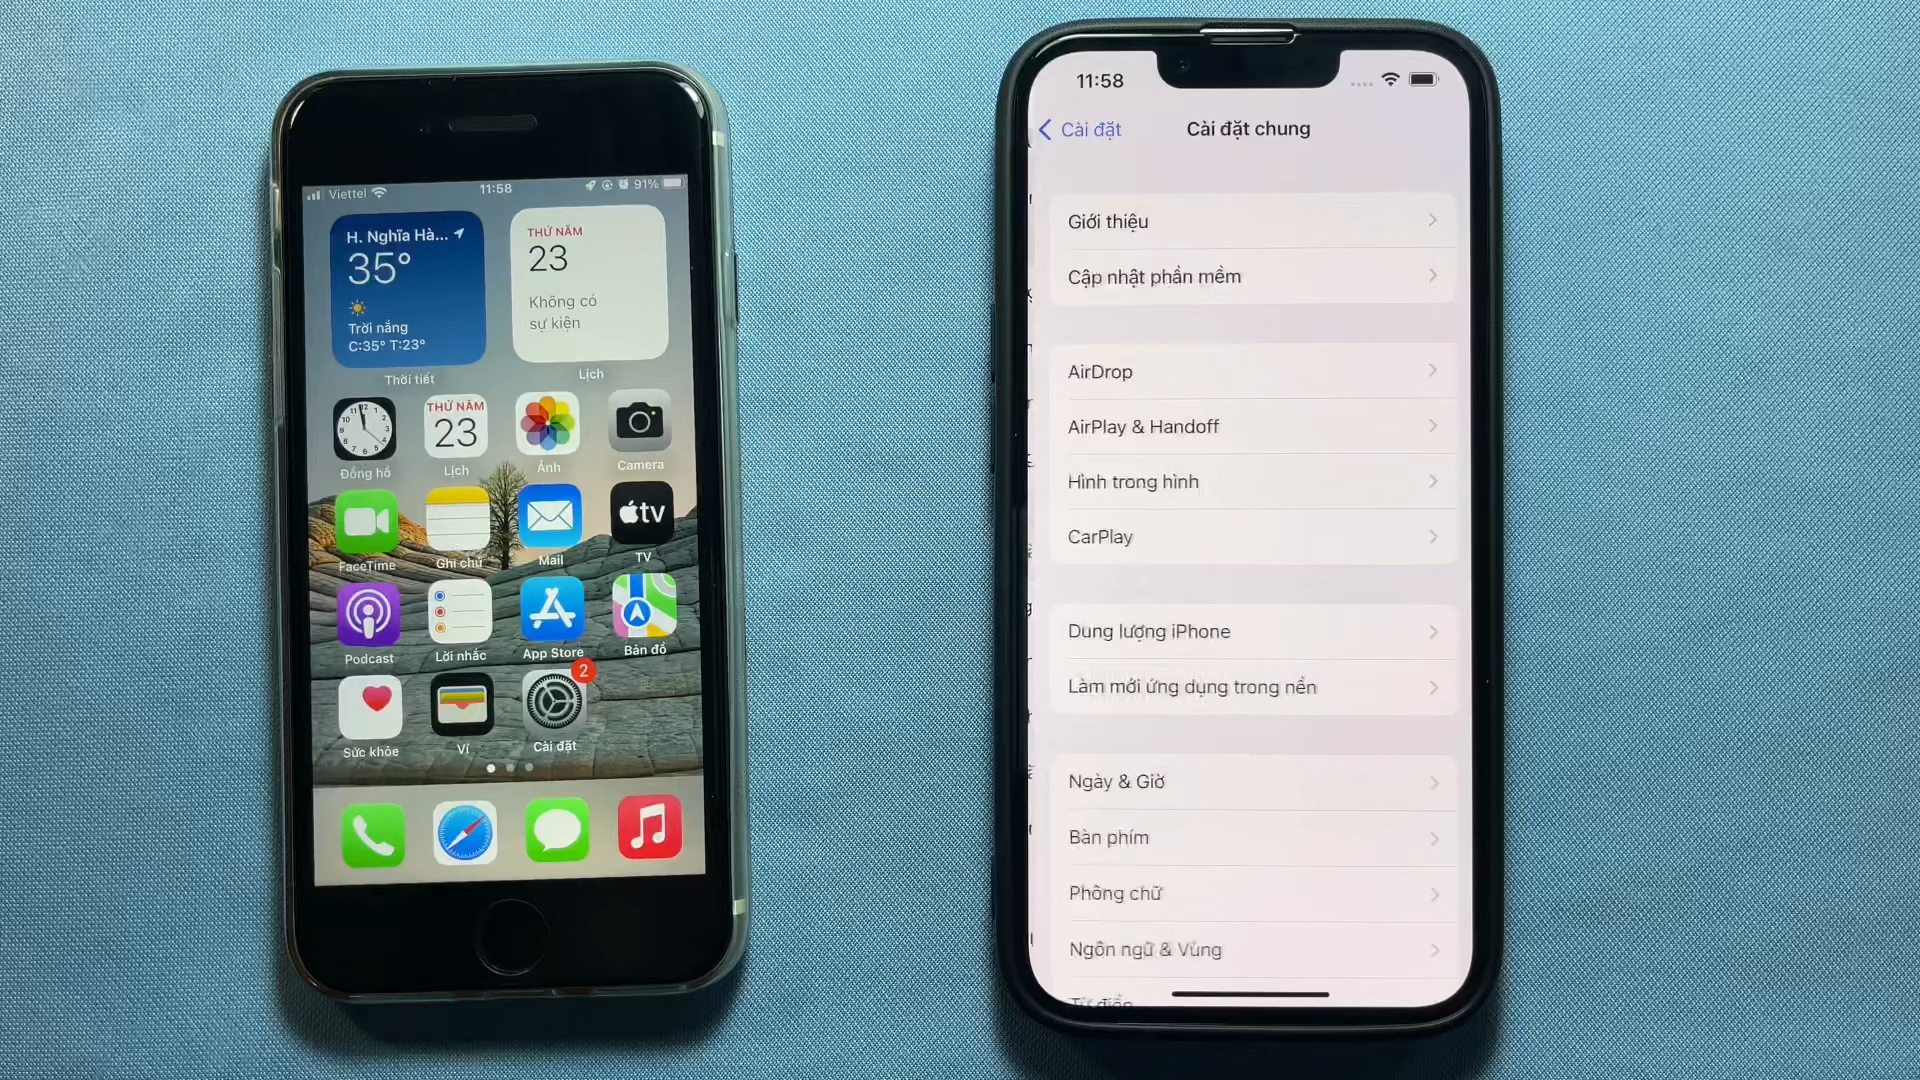 Viettel
11:58
91%
H. Nghĩa Hà...
35°
Trời nắng
C:35° T:23°
Thời tiết
THỨ NĂM
23
Không có
sự kiện
Lịch
Đồng hồ
THỨ NĂM
23
Lịch
Ảnh
Camera
FaceTime
Ghi chú
Mail
tv
TV
Podcast
Lời nhắc
App Store
Bản đồ
Sức khỏe
Ví
2
Cài đặt
11:58
Cài đặt
Cài đặt chung
Giới thiệu
Cập nhật phần mềm
AirDrop
AirPlay & Handoff
Hình trong hình
CarPlay
Dung lượng iPhone
Làm mới ứng dụng trong nền
Ngày & Giờ
Bàn phím
Phông chữ
Ngôn ngữ & Vùng
Từ điển